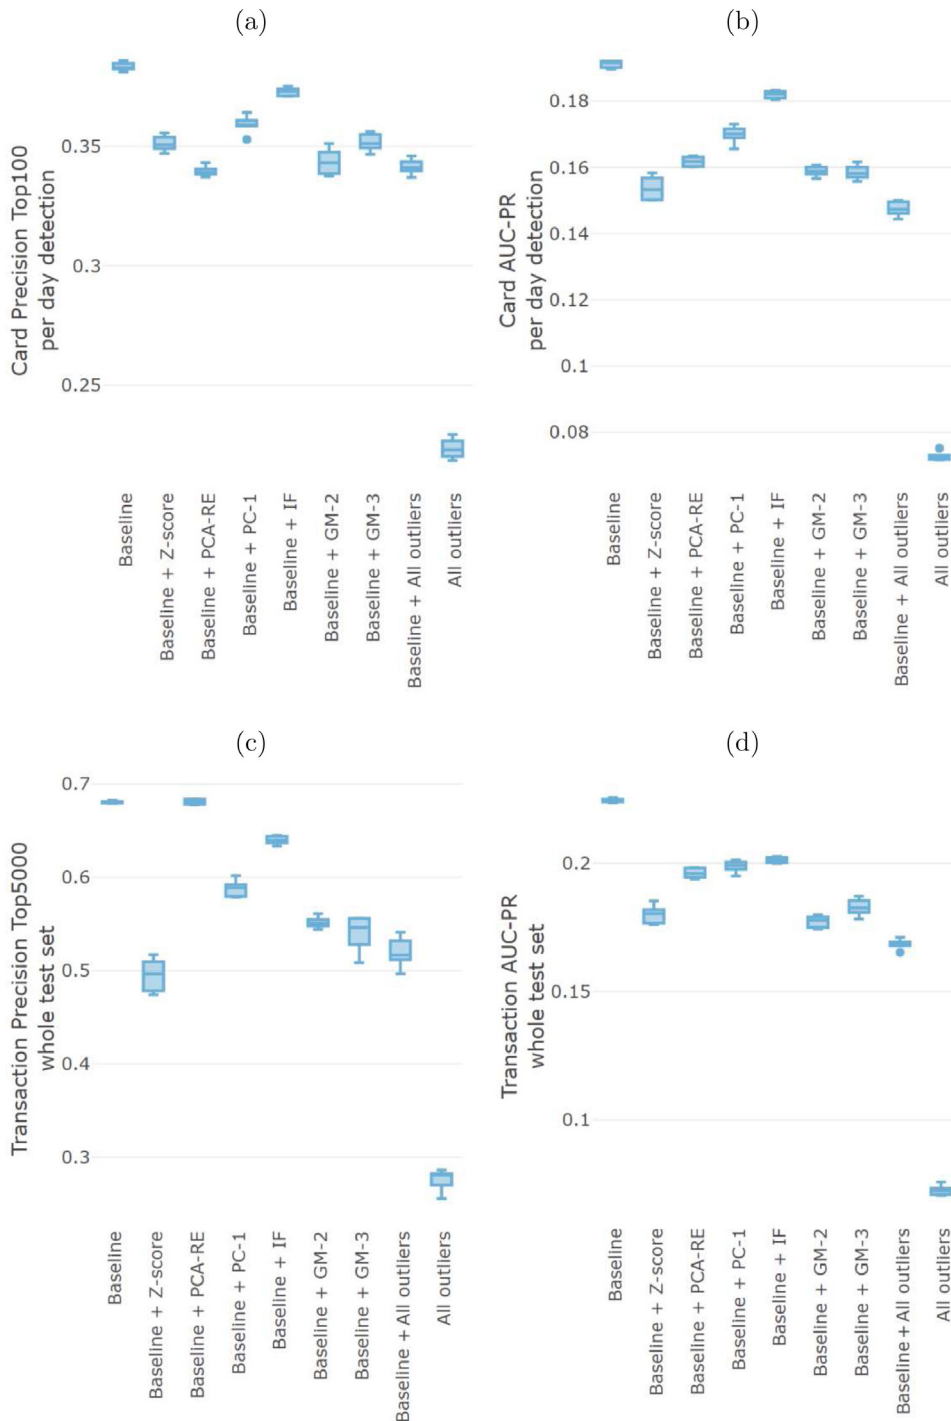 (a)
Card Precision Top100
per day detection
0.35
0.3
0.25
Baseline
Baseline + Z-score
Baseline + PCA-RE
Baseline + PC-1
Baseline + IF
Baseline + GM-2
Baseline + GM-3
Baseline + All outliers
All outliers
(b)
Card AUC-PR
per day detection
0.18
0.16
0.14
0.12
0.1
0.08
Baseline
Baseline + Z-score
Baseline + PCA-RE
Baseline + PC-1
Baseline + IF
Baseline + GM-2
Baseline + GM-3
Baseline + All outliers
All outliers
(c)
Transaction Precision Top5000
whole test set
0.7
0.6
0.5
0.4
0.3
Baseline
Baseline + Z-score
Baseline + PCA-RE
Baseline + PC-1
Baseline + IF
Baseline + GM-2
Baseline + GM-3
Baseline + All outliers
All outliers
(d)
Transaction AUC-PR
whole test set
0.2
0.15
0.1
Baseline
Baseline + Z-score
Baseline + PCA-RE
Baseline + PC-1
Baseline + IF
Baseline + GM-2
Baseline + GM-3
Baseline + All outliers
All outliers